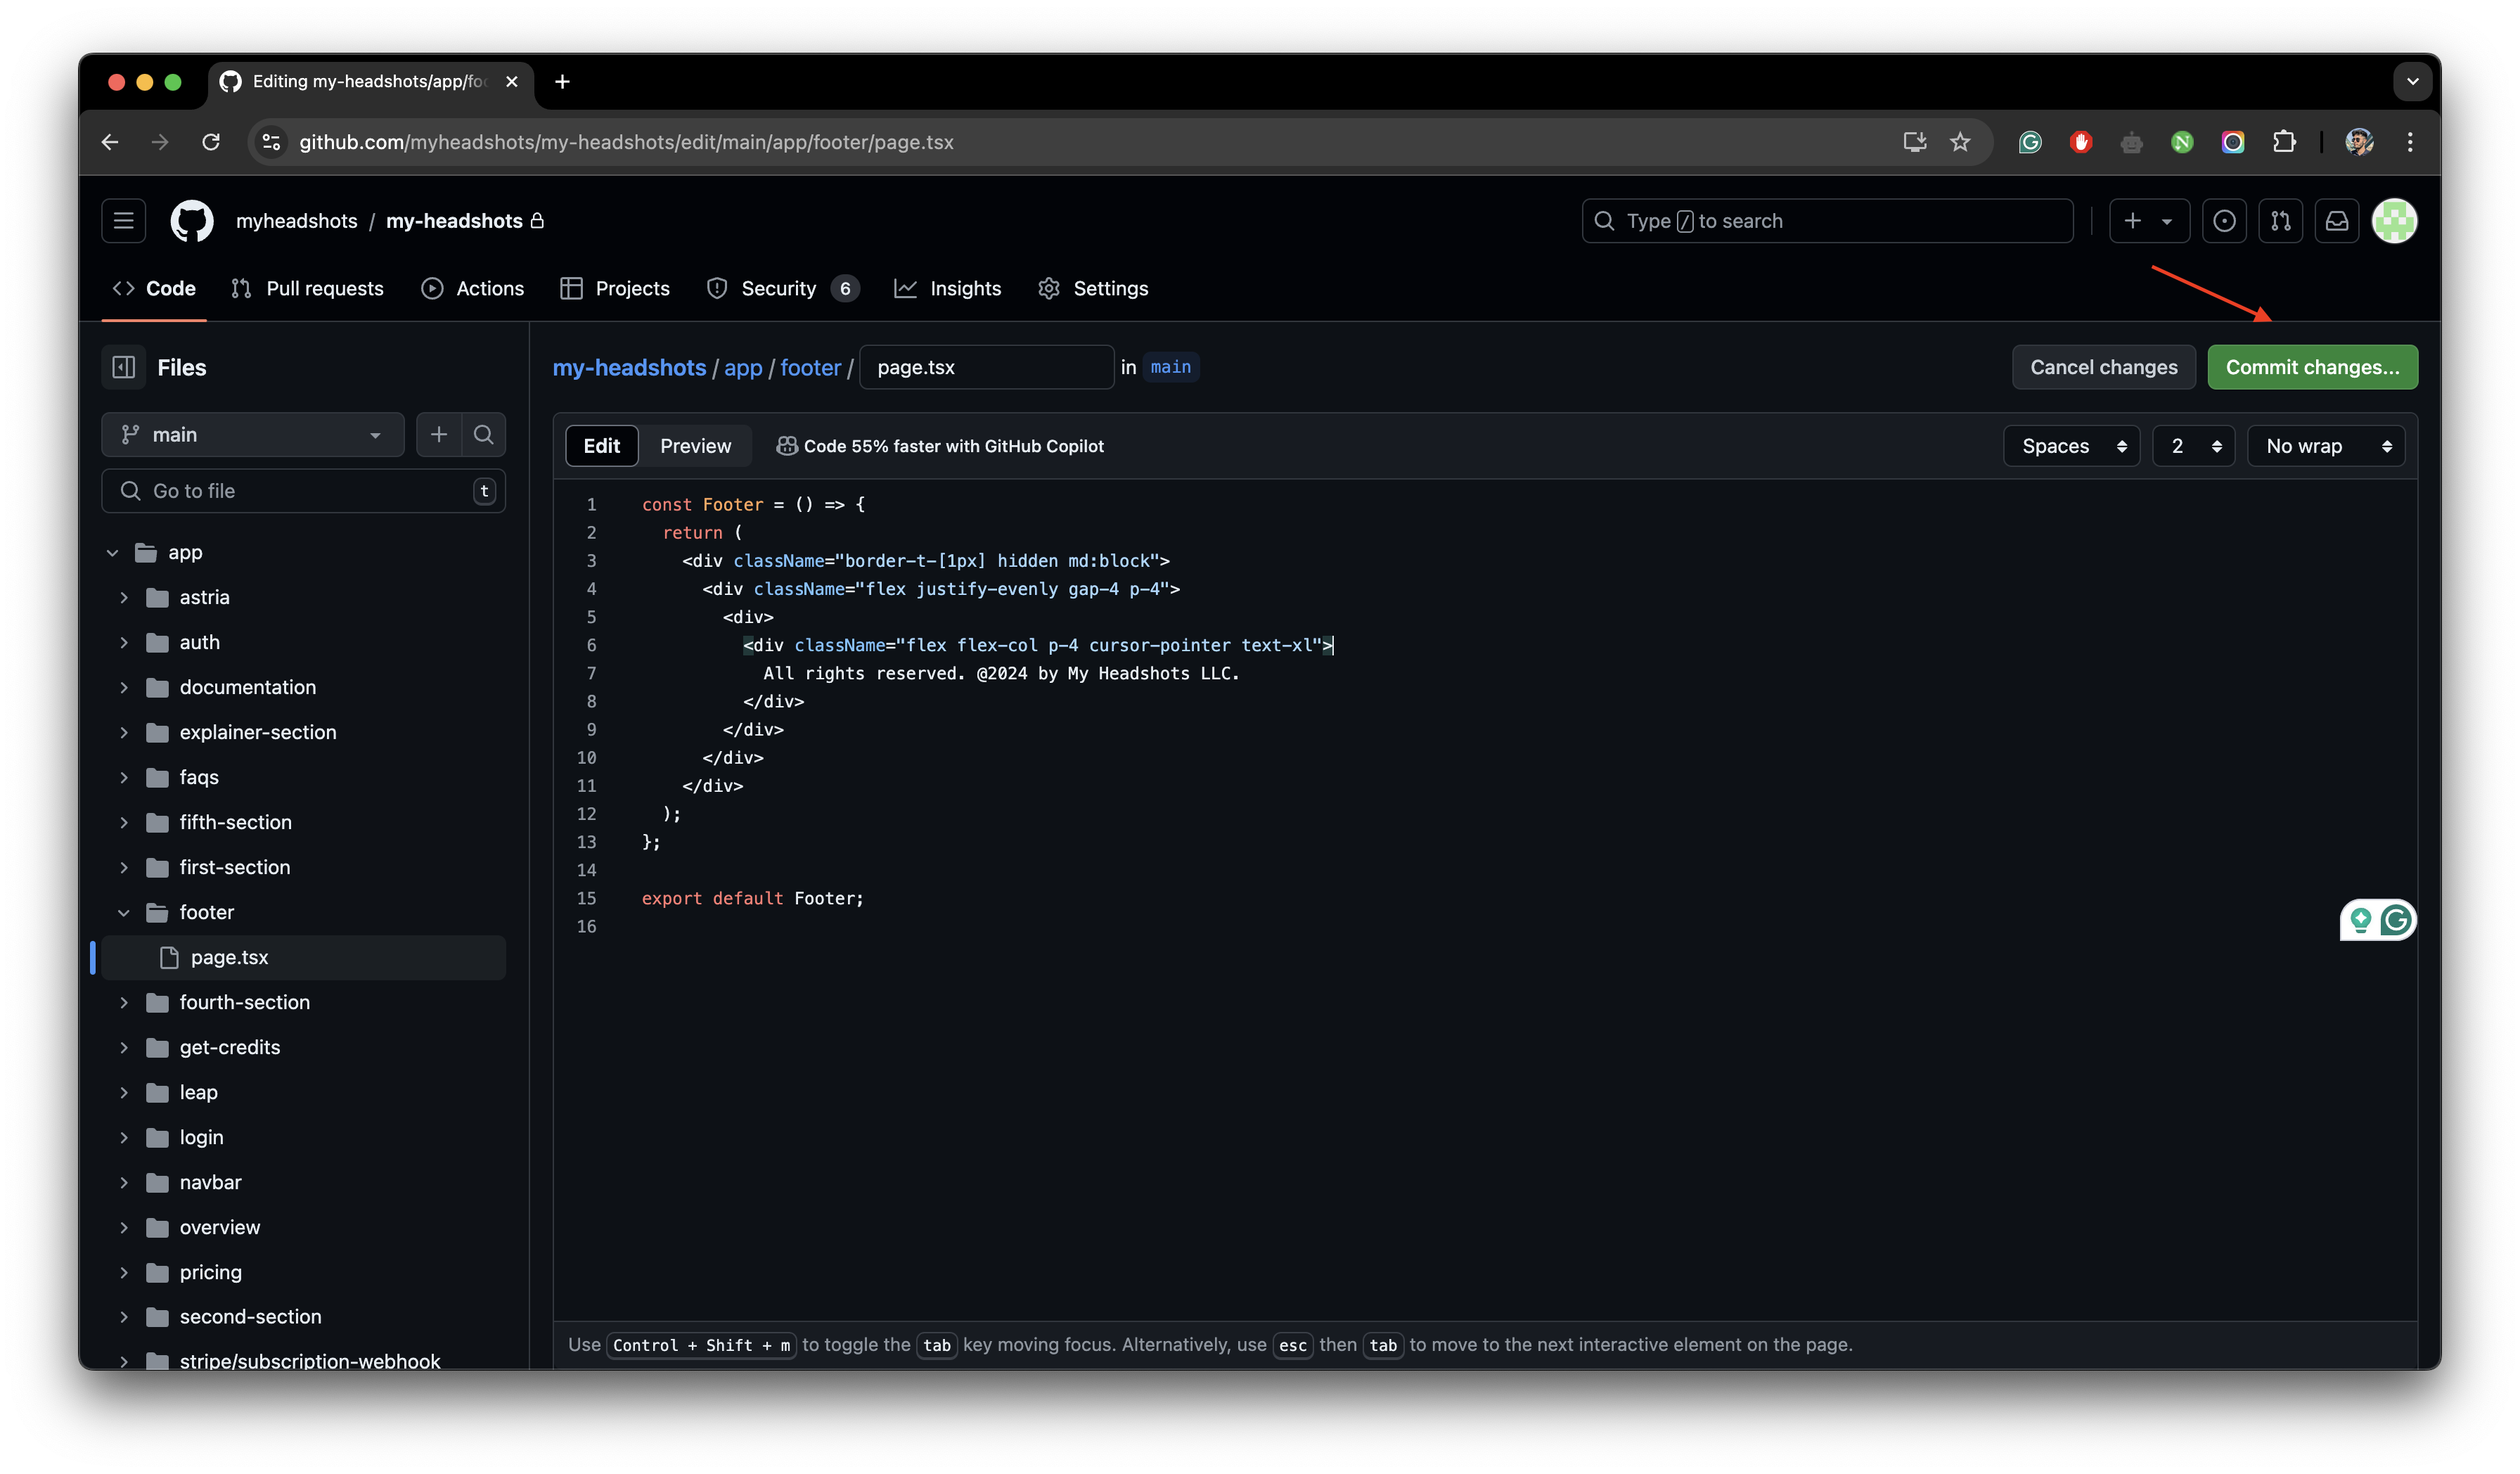 Editing my-headshots/app/foo
github.com/myheadshots/my-headshots/edit/main/app/footer/page.tsx
myheadshots / my-headshots
Type / to search
Code
Pull requests
Actions
Projects
Security 6
Insights
Settings
Files
my-headshots / app / footer / page.tsx in main
Cancel changes
Commit changes...
main
Edit
Preview
Code 55% faster with GitHub Copilot
Spaces
2
No wrap
Go to file t
app
astria
auth
documentation
explainer-section
faqs
fifth-section
first-section
footer
page.tsx
fourth-section
get-credits
leap
login
navbar
overview
pricing
second-section
stripe/subscription-webhook
1 const Footer = () => {
2 return (
3 <div className="border-t-[1px] hidden md:block">
4 <div className="flex justify-evenly gap-4 p-4">
5 <div>
6 <div className="flex flex-col p-4 cursor-pointer text-xl">
7 All rights reserved. @2024 by My Headshots LLC.
8 </div>
9 </div>
10 </div>
11 </div>
12 );
13 };
14
15 export default Footer;
16
Use Control + Shift + m to toggle the tab key moving focus. Alternatively, use esc then tab to move to the next interactive element on the page.